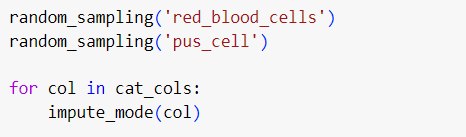 random_sampling('red_blood_cells')
random_sampling('pus_cell')
for col in cat_cols:
    impute_mode(col)